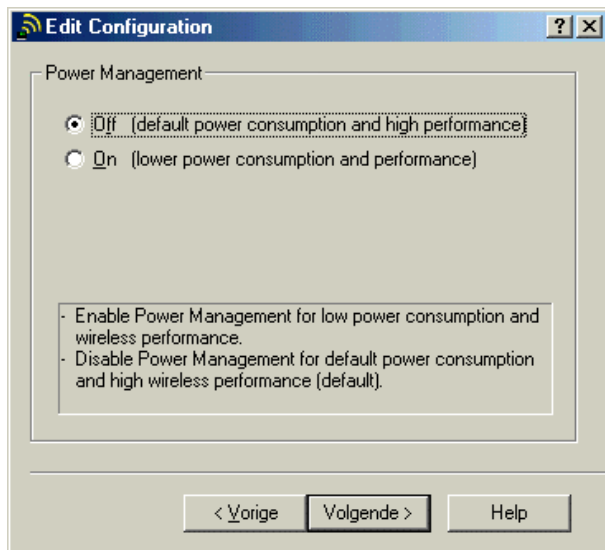 Edit Configuration
Power Management
Off (default power consumption and high performance)
On (lower power consumption and performance)
- Enable Power Management for low power consumption and
wireless performance.
- Disable Power Management for default power consumption
and high wireless performance (default).
< Vorige
Volgende >
Help